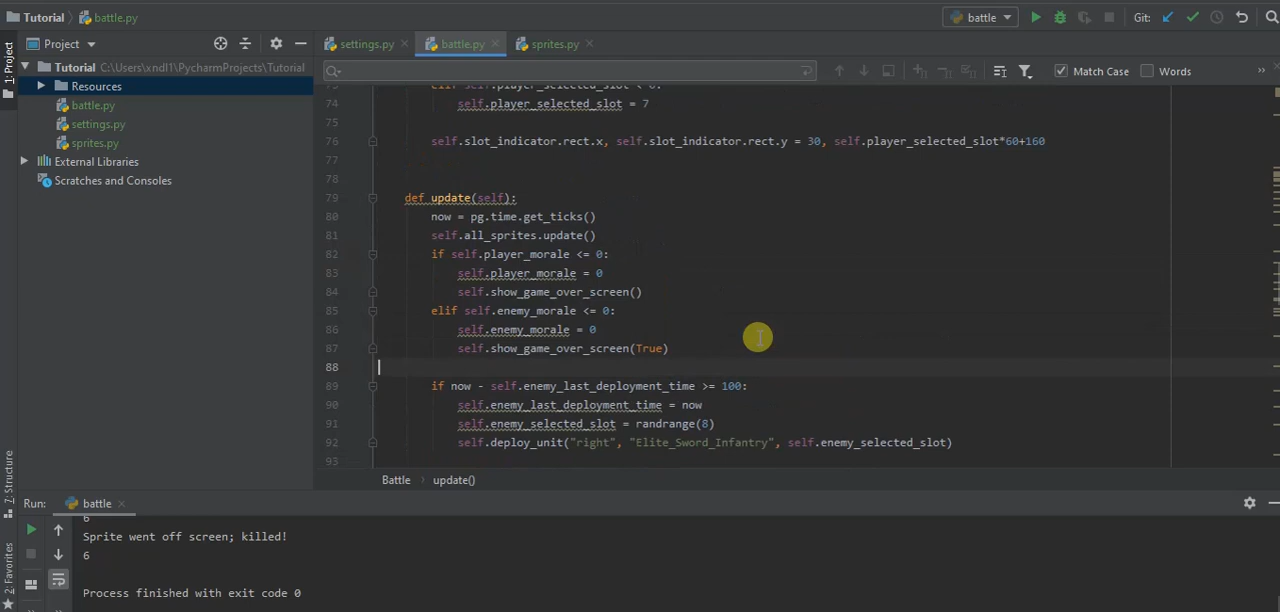 Tutorial battle.py battle Git:
Project settings.py battle.py sprites.py
1: Project
Tutorial C:\Users\xndl1\PycharmProjects\Tutorial
Match Case Words »
Resources
battle.py
settings.py
sprites.py
External Libraries
Scratches and Consoles
elif self.player_selected_slot < 0:
74 self.player_selected_slot = 7
75
76 self.slot_indicator.rect.x, self.slot_indicator.rect.y = 30, self.player_selected_slot*60+160
77
78
79 def update(self):
80 now = pg.time.get_ticks()
81 self.all_sprites.update()
82 if self.player_morale <= 0:
83 self.player_morale = 0
84 self.show_game_over_screen()
85 elif self.enemy_morale <= 0:
86 self.enemy_morale = 0
87 self.show_game_over_screen(True)
88
89 if now - self.enemy_last_deployment_time >= 100:
90 self.enemy_last_deployment_time = now
91 self.enemy_selected_slot = randrange(8)
92 self.deploy_unit("right", "Elite_Sword_Infantry", self.enemy_selected_slot)
93
Battle update()
7: Structure
2: Favorites
Run: battle
6
Sprite went off screen; killed!
6
Process finished with exit code 0